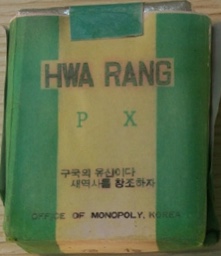 HWA RANG
P X
구국의 유산이다
새역사를 창조하자
OFFICE OF MONOPOLY, KOREA